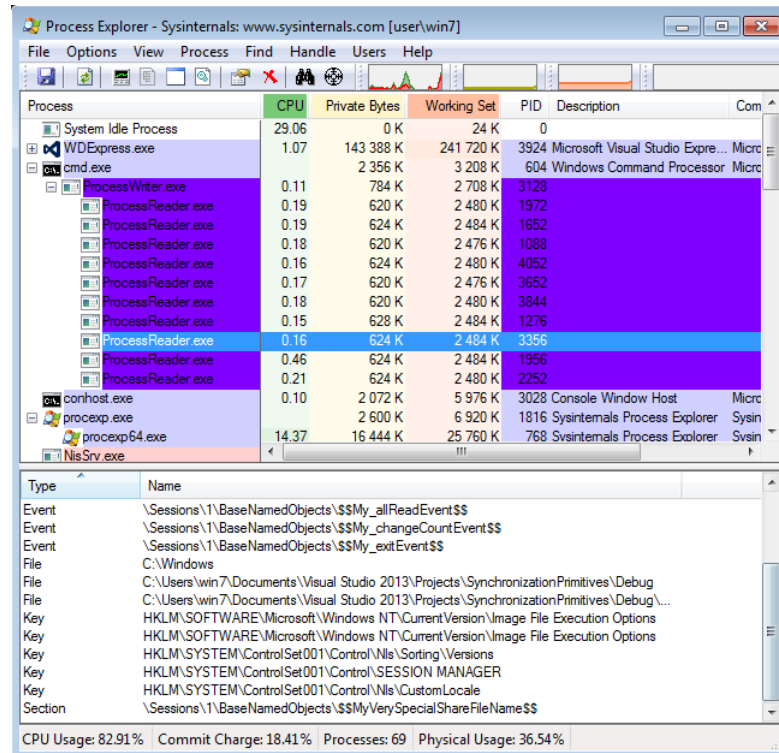 Process Explorer - Sysinternals: www.sysinternals.com [user\win7]
File Options View Process Find Handle Users Help
Process CPU Private Bytes Working Set PID Description Com
System Idle Process 29.06 0 K 24 K 0
WDExpress.exe 1.07 143 388 K 241 720 K 3924 Microsoft Visual Studio Expre... Micro
cmd.exe 2 356 K 3 208 K 604 Windows Command Processor Micro
ProcessWriter.exe 0.11 784 K 2 708 K 3128
ProcessReader.exe 0.19 620 K 2 480 K 1972
ProcessReader.exe 0.19 624 K 2 484 K 1652
ProcessReader.exe 0.18 620 K 2 476 K 1088
ProcessReader.exe 0.16 624 K 2 480 K 4052
ProcessReader.exe 0.17 620 K 2 476 K 3652
ProcessReader.exe 0.18 620 K 2 480 K 3844
ProcessReader.exe 0.15 628 K 2 484 K 1276
ProcessReader.exe 0.16 624 K 2 484 K 3356
ProcessReader.exe 0.46 624 K 2 484 K 1956
ProcessReader.exe 0.21 624 K 2 480 K 2252
conhost.exe 0.10 2 072 K 5 976 K 3028 Console Window Host Micro
procexp.exe 2 600 K 6 920 K 1816 Sysinternals Process Explorer Sysin
procexp64.exe 14.37 16 444 K 25 760 K 768 Sysinternals Process Explorer Sysin
NisSrv.exe
Type Name
Event \Sessions\1\BaseNamedObjects\$$My_allReadEvent$$
Event \Sessions\1\BaseNamedObjects\$$My_changeCountEvent$$
Event \Sessions\1\BaseNamedObjects\$$My_exitEvent$$
File C:\Windows
File C:\Users\win7\Documents\Visual Studio 2013\Projects\SynchronizationPrimitives\Debug
File C:\Users\win7\Documents\Visual Studio 2013\Projects\SynchronizationPrimitives\Debug\...
Key HKLM\SOFTWARE\Microsoft\Windows NT\CurrentVersion\Image File Execution Options
Key HKLM\SOFTWARE\Microsoft\Windows NT\CurrentVersion\Image File Execution Options
Key HKLM\SYSTEM\ControlSet001\Control\Nls\Sorting\Versions
Key HKLM\SYSTEM\ControlSet001\Control\SESSION MANAGER
Key HKLM\SYSTEM\ControlSet001\Control\Nls\CustomLocale
Section \Sessions\1\BaseNamedObjects\$$MyVerySpecialShareFileName$$
CPU Usage: 82.91% Commit Charge: 18.41% Processes: 69 Physical Usage: 36.54%